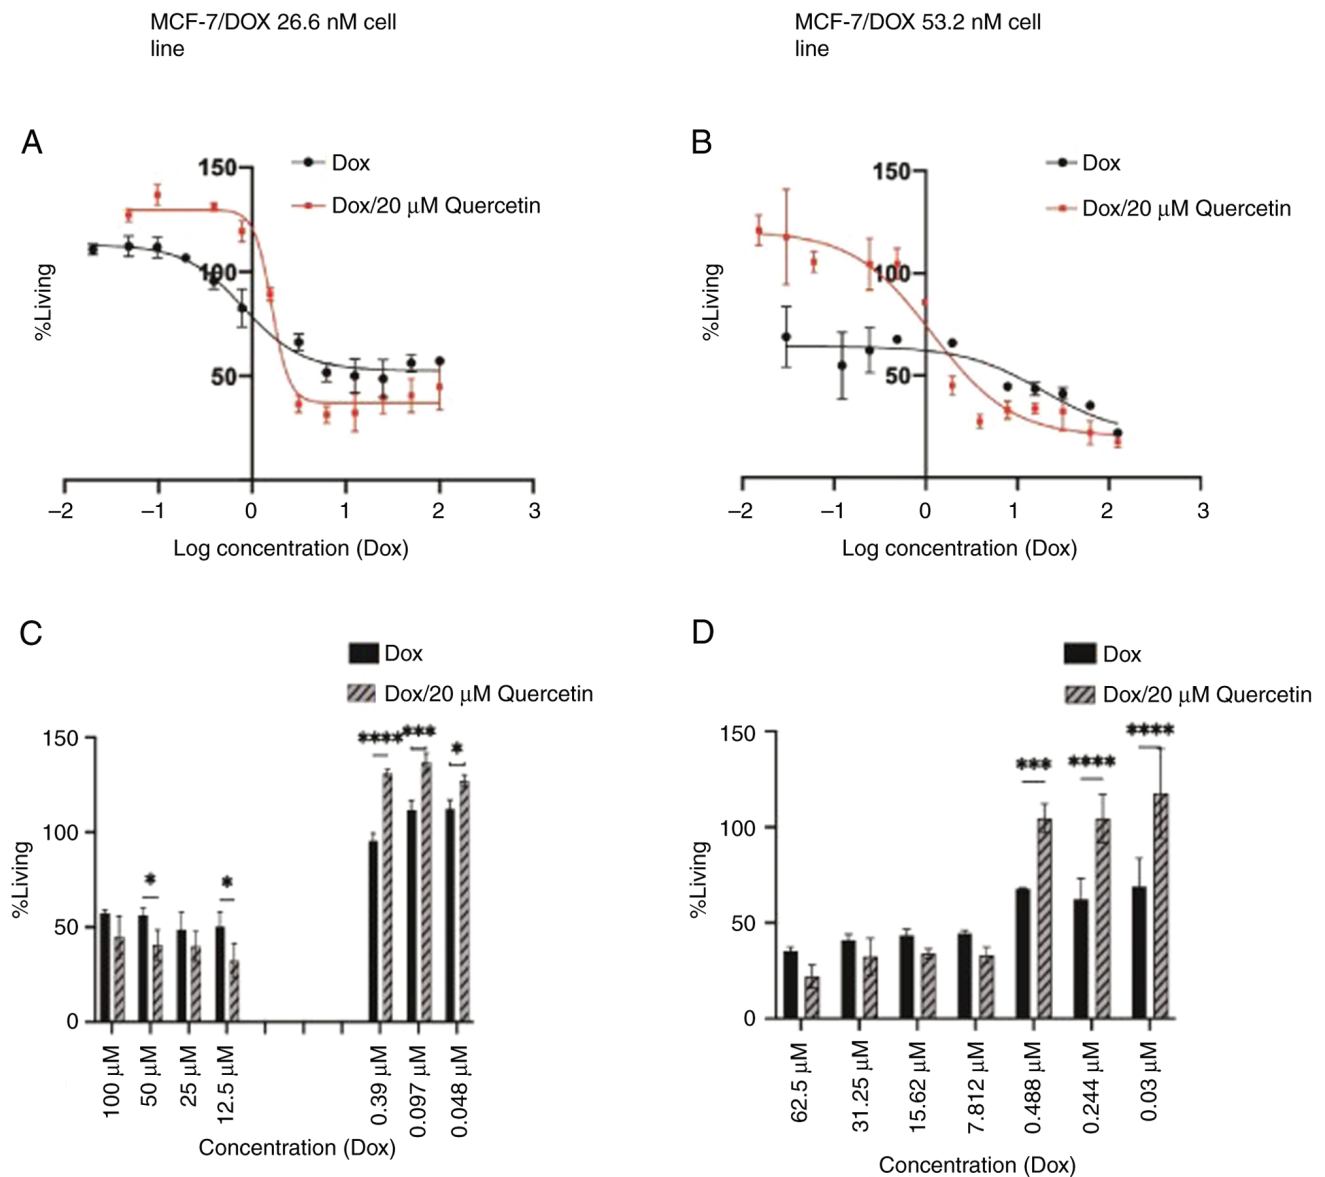 MCF-7/DOX 26.6 nM cell
line
MCF-7/DOX 53.2 nM cell
line
A
Dox
Dox/20 μM Quercetin
150
100
50
%Living
–2 –1 0 1 2 3
Log concentration (Dox)
B
Dox
Dox/20 μM Quercetin
150
100
50
%Living
–2 –1 0 1 2 3
Log concentration (Dox)
C
Dox
Dox/20 μM Quercetin
150
100
50
0
%Living
* * **** *** *
100 μM
50 μM
25 μM
12.5 μM
0.39 μM
0.097 μM
0.048 μM
Concentration (Dox)
D
Dox
Dox/20 μM Quercetin
150
100
50
0
%Living
*** **** ****
62.5 μM
31.25 μM
15.62 μM
7.812 μM
0.488 μM
0.244 μM
0.03 μM
Concentration (Dox)